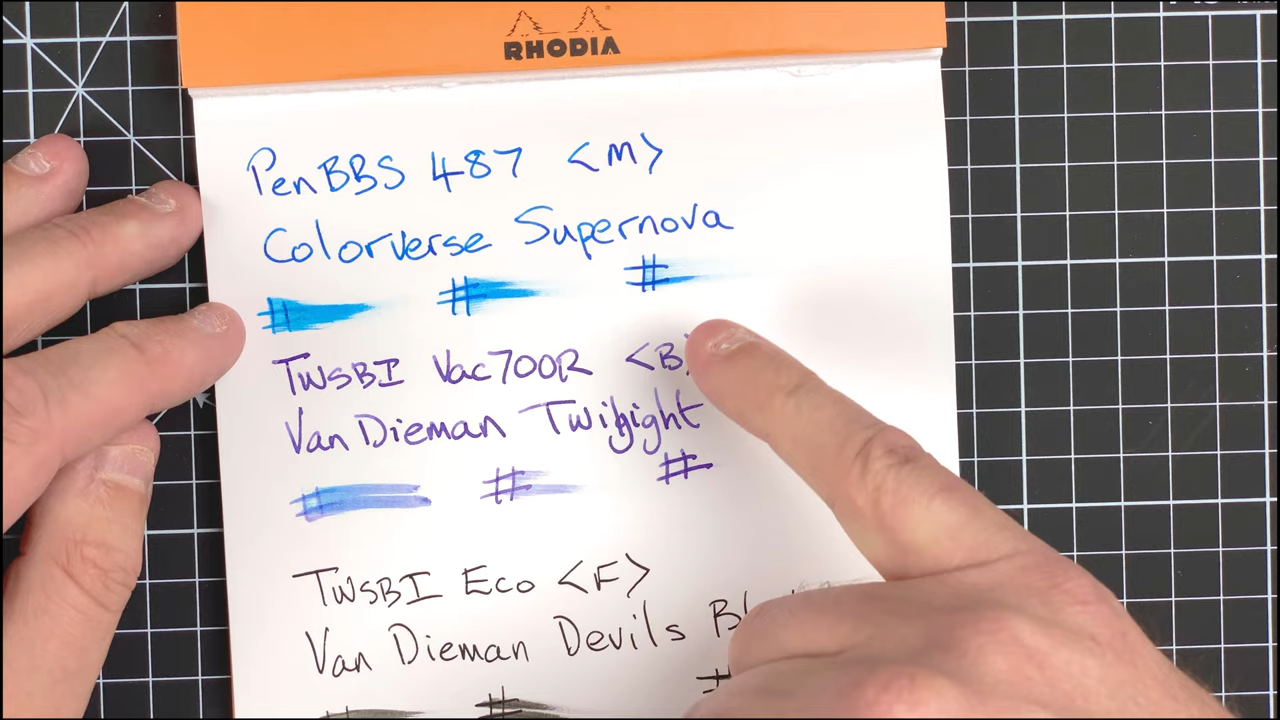 RHODIA
PenBBS 487 <M>
Colorverse Supernova
# # #
TWSBI Vac700R <B>
Van Dieman Twilight
# # #
TWSBI Eco <F>
Van Dieman Devils
# #